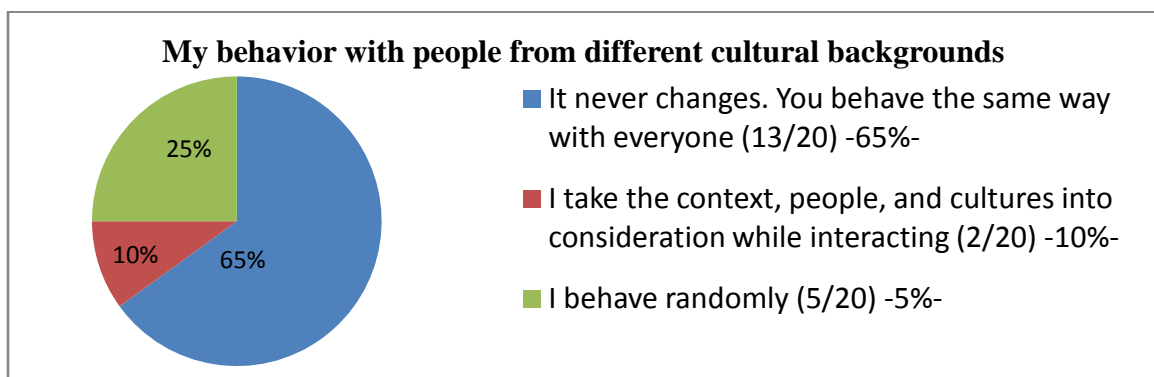 My behavior with people from different cultural backgrounds
It never changes. You behave the same way
with everyone (13/20) -65%-
I take the context, people, and cultures into
consideration while interacting (2/20) -10%-
I behave randomly (5/20) -5%-
25%
10%
65%